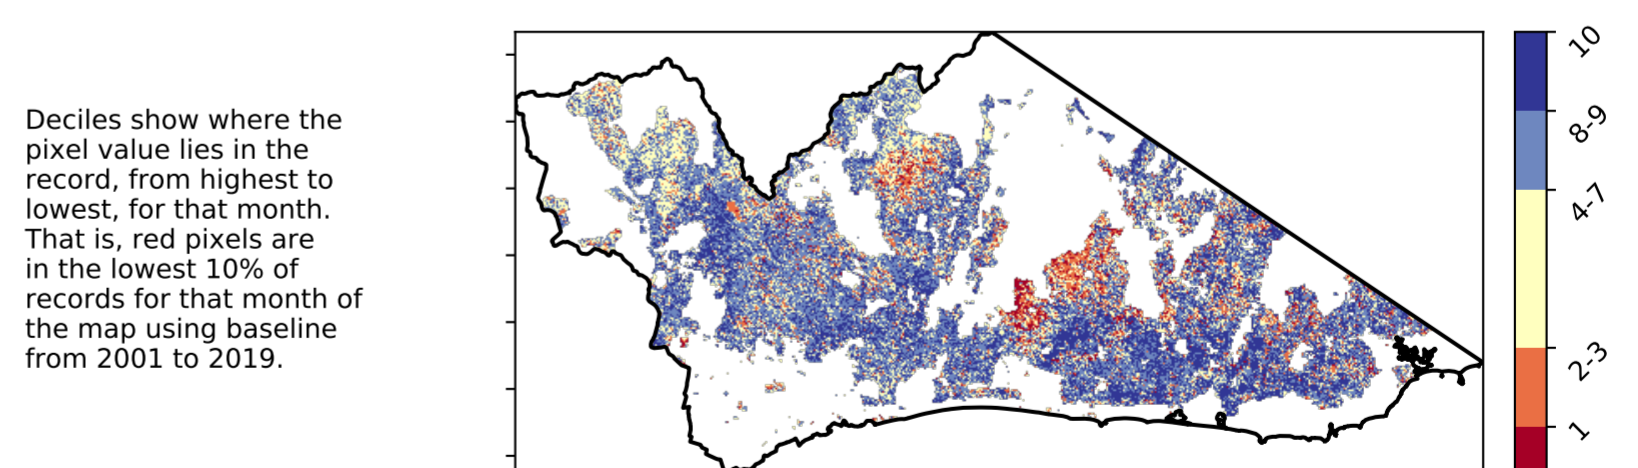 Deciles show where the
pixel value lies in the
record, from highest to
lowest, for that month.
That is, red pixels are
in the lowest 10% of
records for that month of
the map using baseline
from 2001 to 2019.
10
8-9
4-7
2-3
1